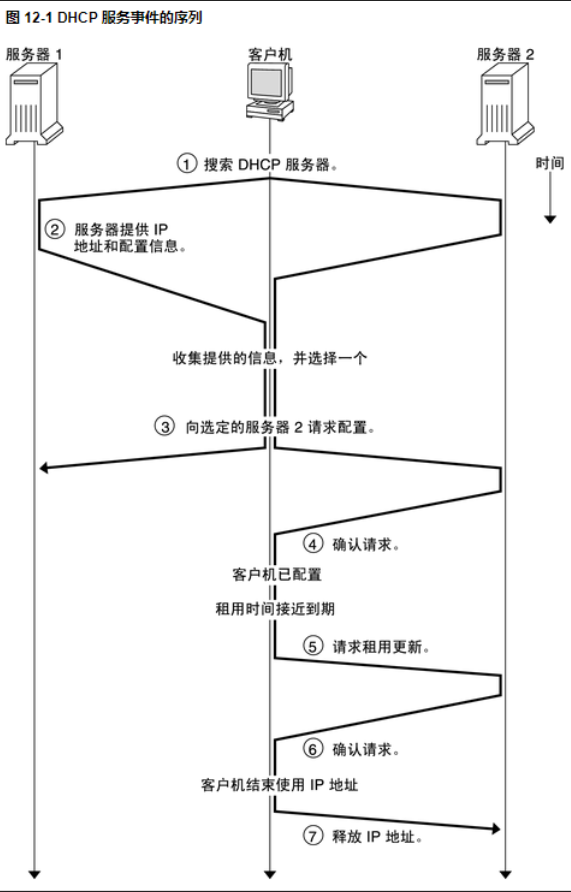 图 12-1 DHCP 服务事件的序列
服务器 1
客户机
服务器 2
① 搜索 DHCP 服务器。
时间
② 服务器提供 IP
地址和配置信息。
收集提供的信息，并选择一个
③ 向选定的服务器 2 请求配置。
④ 确认请求。
客户机已配置
租用时间接近到期
⑤ 请求租用更新。
⑥ 确认请求。
客户机结束使用 IP 地址
⑦ 释放 IP 地址。